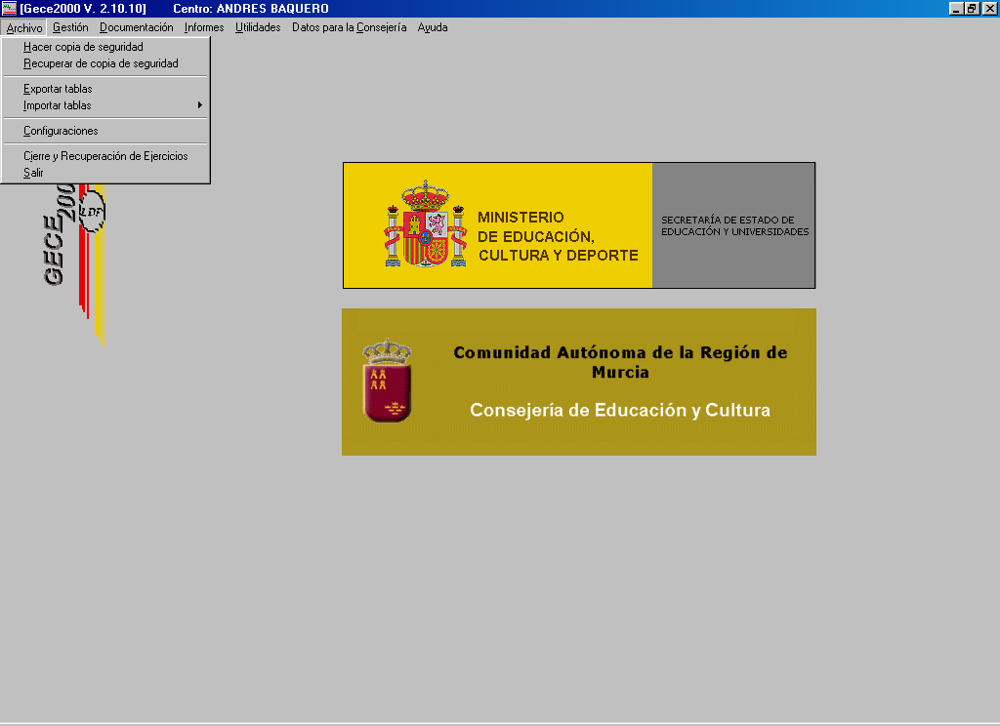 [Gece2000 V. 2.10.10] Centro: ANDRES BAQUERO
Archivo Gestión Documentación Informes Utilidades Datos para la Consejería Ayuda
Hacer copia de seguridad
Recuperar de copia de seguridad
Exportar tablas
Importar tablas
Configuraciones
Cierre y Recuperación de Ejercicios
Salir
GECE
LDF
MINISTERIO
DE EDUCACIÓN,
CULTURA Y DEPORTE
SECRETARÍA DE ESTADO DE
EDUCACIÓN Y UNIVERSIDADES
Comunidad Autónoma de la Región de
Murcia
Consejería de Educación y Cultura